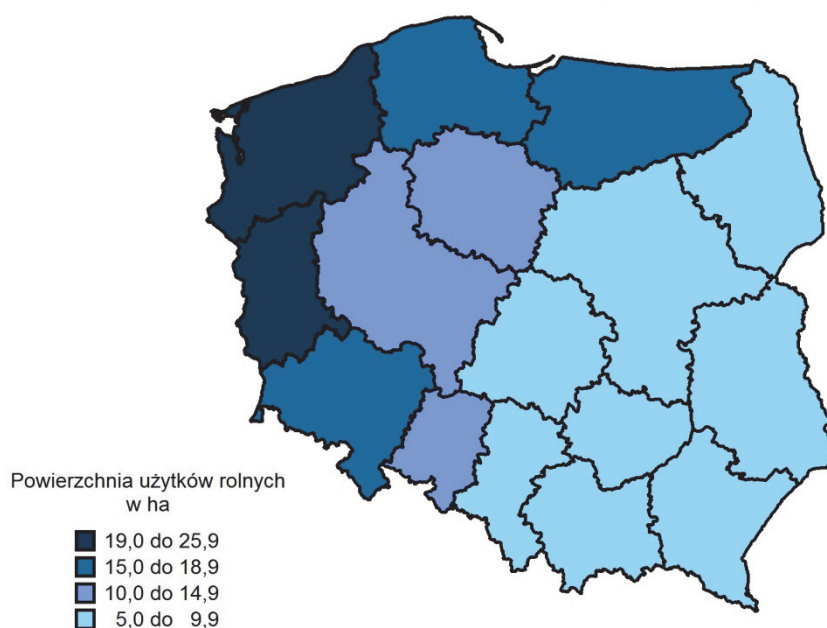 Powierzchnia użytków rolnych
w ha
19,0 do 25,9
15,0 do 18,9
10,0 do 14,9
5,0 do 9,9